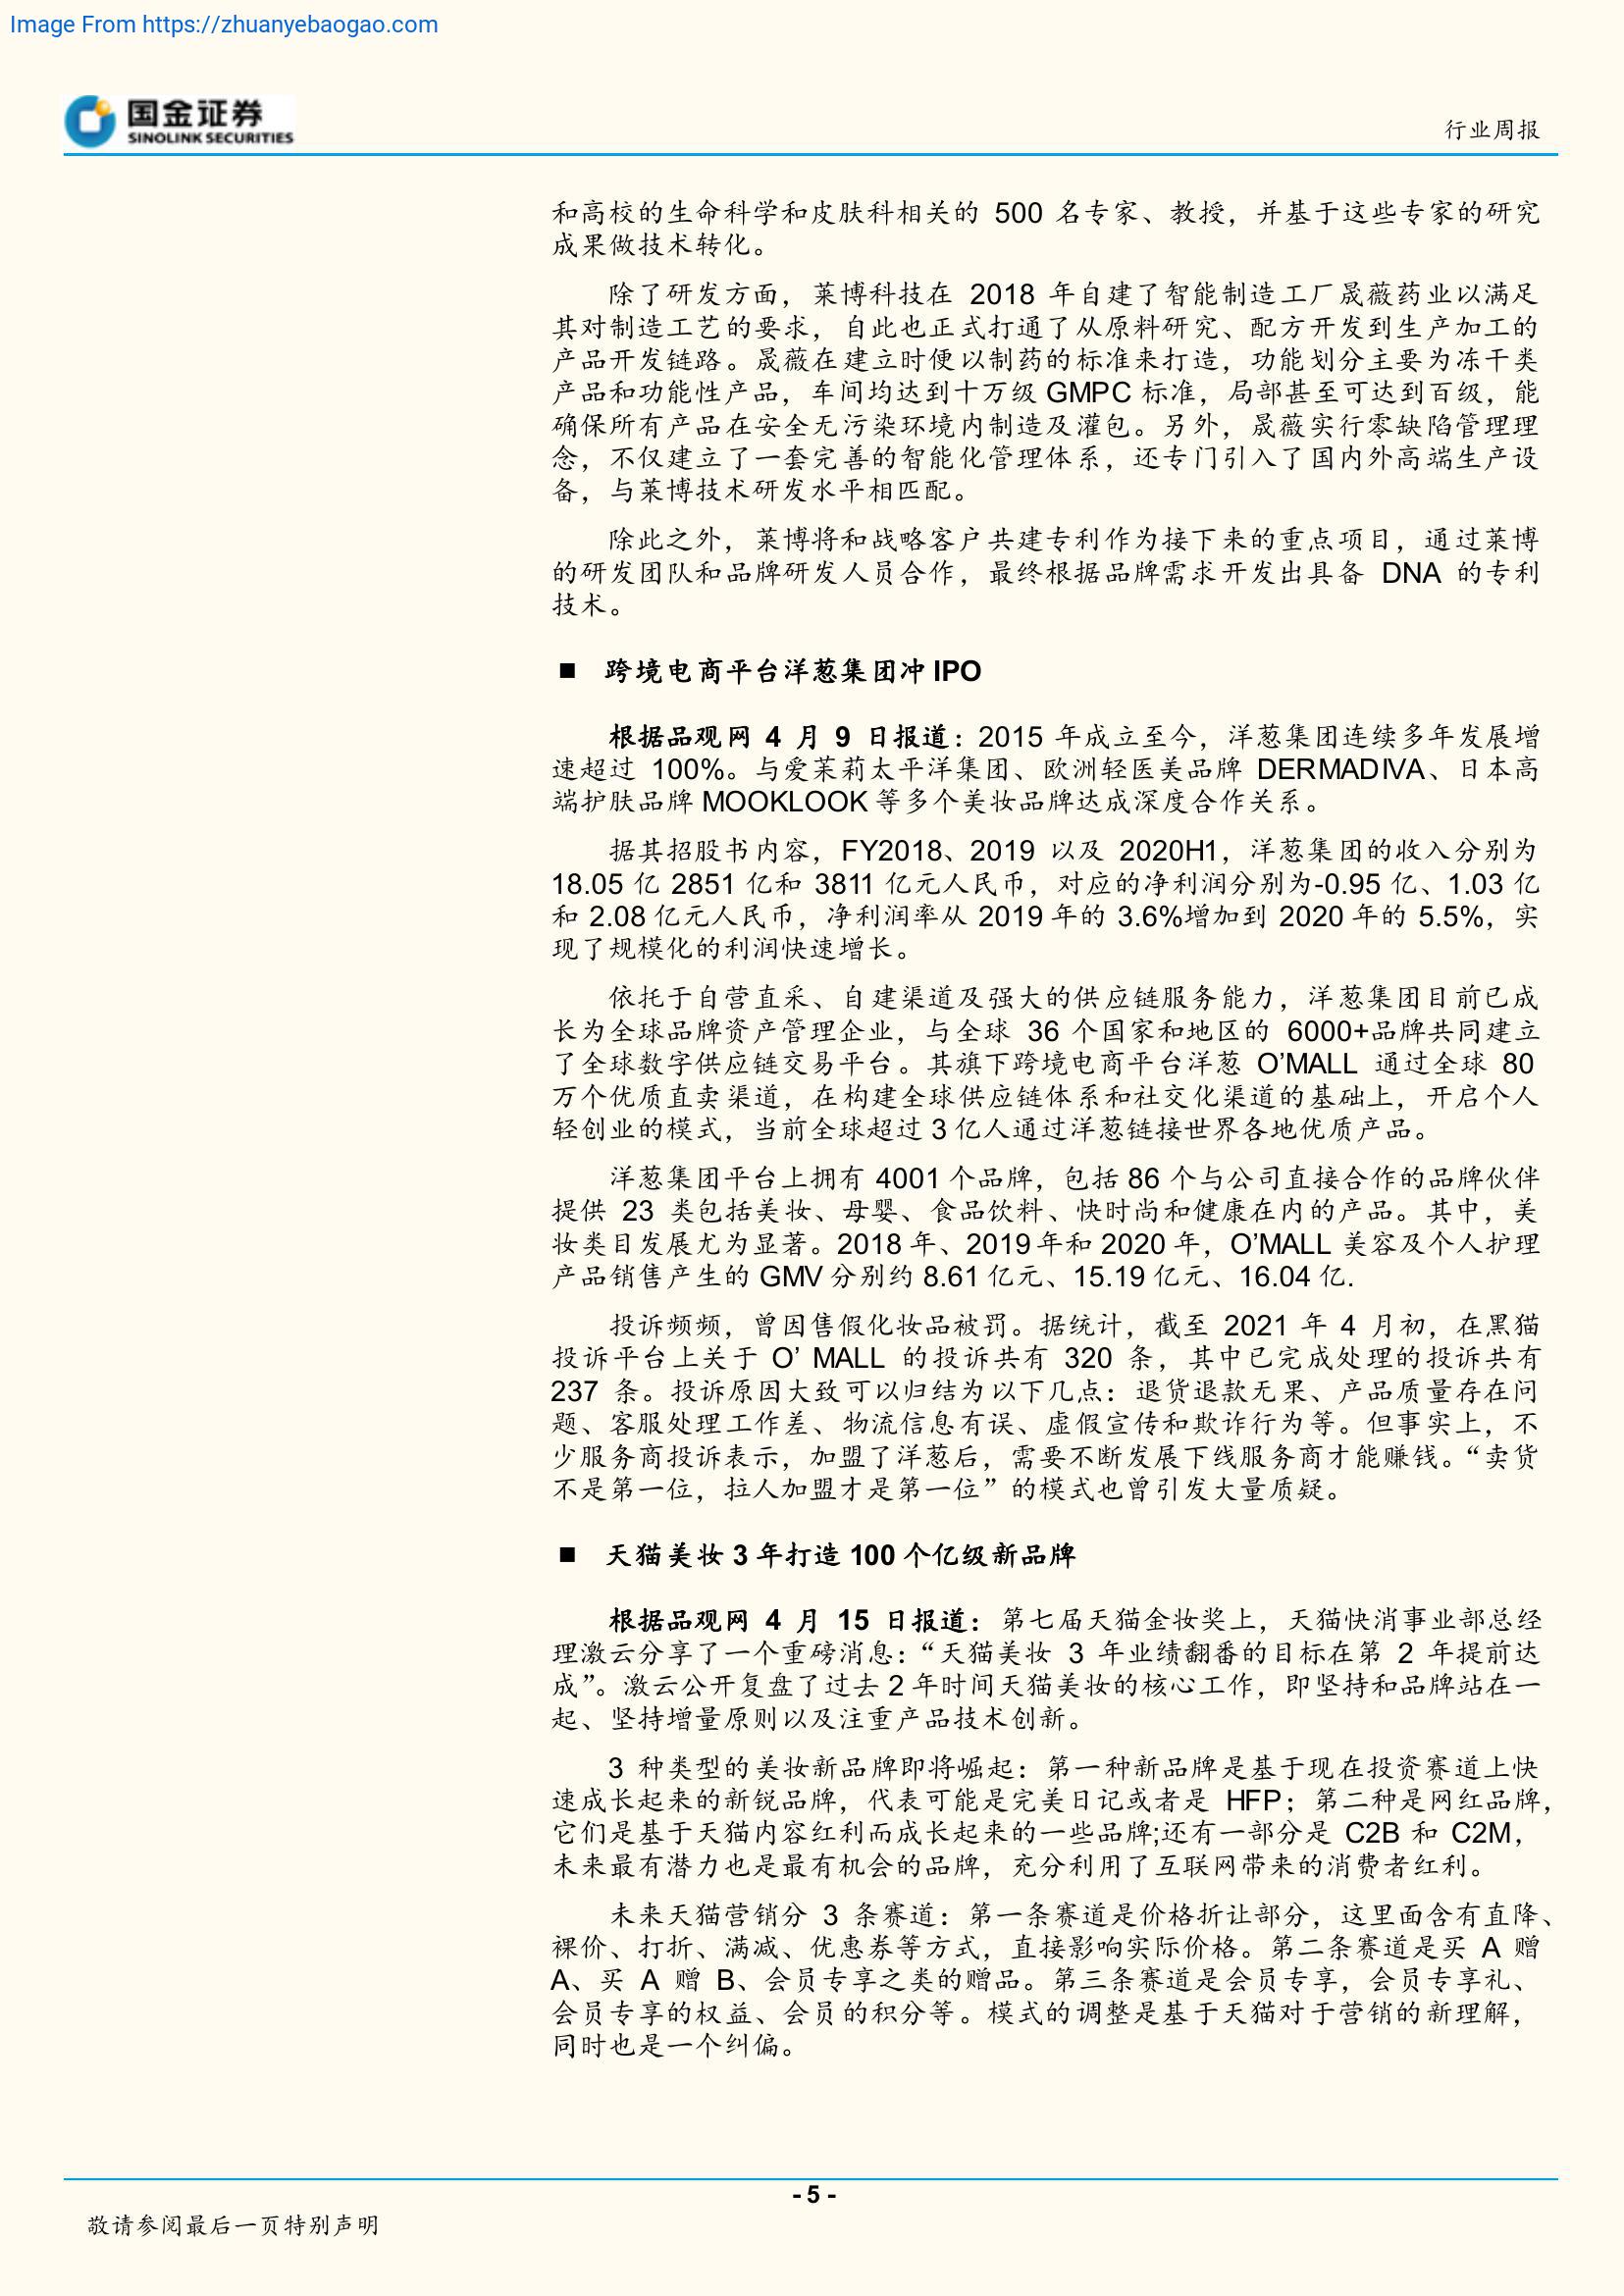 Image From https://zhuanyebaogao.com
国金证券
SINOLINK SECURITIES
行业周报
和高校的生命科学和皮肤科相关的 500 名专家、教授，并基于这些专家的研究
成果做技术转化。
除了研发方面，莱博科技在 2018 年自建了智能制造工厂晟薇药业以满足
其对制造工艺的要求，自此也正式打通了从原料研究、配方开发到生产加工的
产品开发链路。晟薇在建立时便以制药的标准来打造，功能划分主要为冻干类
产品和功能性产品，车间均达到十万级 GMPC 标准，局部甚至可达到百级，能
确保所有产品在安全无污染环境内制造及灌包。另外，晟薇实行零缺陷管理理
念，不仅建立了一套完善的智能化管理体系，还专门引入了国内外高端生产设
备，与莱博技术研发水平相匹配。
除此之外，莱博将和战略客户共建专利作为接下来的重点项目，通过莱博
的研发团队和品牌研发人员合作，最终根据品牌需求开发出具备 DNA 的专利
技术。
■ 跨境电商平台洋葱集团冲 IPO
根据品观网 4 月 9 日报道：2015 年成立至今，洋葱集团连续多年发展增
速超过 100%。与爱茉莉太平洋集团、欧洲轻医美品牌 DERMADIVA、日本高
端护肤品牌 MOOKLOOK 等多个美妆品牌达成深度合作关系。
据其招股书内容，FY2018、2019 以及 2020H1，洋葱集团的收入分别为
18.05 亿 2851 亿和 3811 亿元人民币，对应的净利润分别为-0.95 亿、1.03 亿
和 2.08 亿元人民币，净利润率从 2019 年的 3.6%增加到 2020 年的 5.5%，实
现了规模化的利润快速增长。
依托于自营直采、自建渠道及强大的供应链服务能力，洋葱集团目前已成
长为全球品牌资产管理企业，与全球 36 个国家和地区的 6000+品牌共同建立
了全球数字供应链交易平台。其旗下跨境电商平台洋葱 O’MALL 通过全球 80
万个优质直卖渠道，在构建全球供应链体系和社交化渠道的基础上，开启个人
轻创业的模式，当前全球超过 3 亿人通过洋葱链接世界各地优质产品。
洋葱集团平台上拥有 4001 个品牌，包括 86 个与公司直接合作的品牌伙伴
提供 23 类包括美妆、母婴、食品饮料、快时尚和健康在内的产品。其中，美
妆类目发展尤为显著。2018 年、2019 年和 2020 年，O’MALL 美容及个人护理
产品销售产生的 GMV 分别约 8.61 亿元、15.19 亿元、16.04 亿.
投诉频频，曾因售假化妆品被罚。据统计，截至 2021 年 4 月初，在黑猫
投诉平台上关于 O’ MALL 的投诉共有 320 条，其中已完成处理的投诉共有
237 条。投诉原因大致可以归结为以下几点：退货退款无果、产品质量存在问
题、客服处理工作差、物流信息有误、虚假宣传和欺诈行为等。但事实上，不
少服务商投诉表示，加盟了洋葱后，需要不断发展下线服务商才能赚钱。“卖货
不是第一位，拉人加盟才是第一位”的模式也曾引发大量质疑。
■ 天猫美妆 3 年打造 100 个亿级新品牌
根据品观网 4 月 15 日报道：第七届天猫金妆奖上，天猫快消事业部总经
理激云分享了一个重磅消息：“天猫美妆 3 年业绩翻番的目标在第 2 年提前达
成”。激云公开复盘了过去 2 年时间天猫美妆的核心工作，即坚持和品牌站在一
起、坚持增量原则以及注重产品技术创新。
3 种类型的美妆新品牌即将崛起：第一种新品牌是基于现在投资赛道上快
速成长起来的新锐品牌，代表可能是完美日记或者是 HFP；第二种是网红品牌，
它们是基于天猫内容红利而成长起来的一些品牌;还有一部分是 C2B 和 C2M，
未来最有潜力也是最有机会的品牌，充分利用了互联网带来的消费者红利。
未来天猫营销分 3 条赛道：第一条赛道是价格折让部分，这里面含有直降、
裸价、打折、满减、优惠券等方式，直接影响实际价格。第二条赛道是买 A 赠
A、买 A 赠 B、会员专享之类的赠品。第三条赛道是会员专享，会员专享礼、
会员专享的权益、会员的积分等。模式的调整是基于天猫对于营销的新理解，
同时也是一个纠偏。
- 5 -
敬请参阅最后一页特别声明